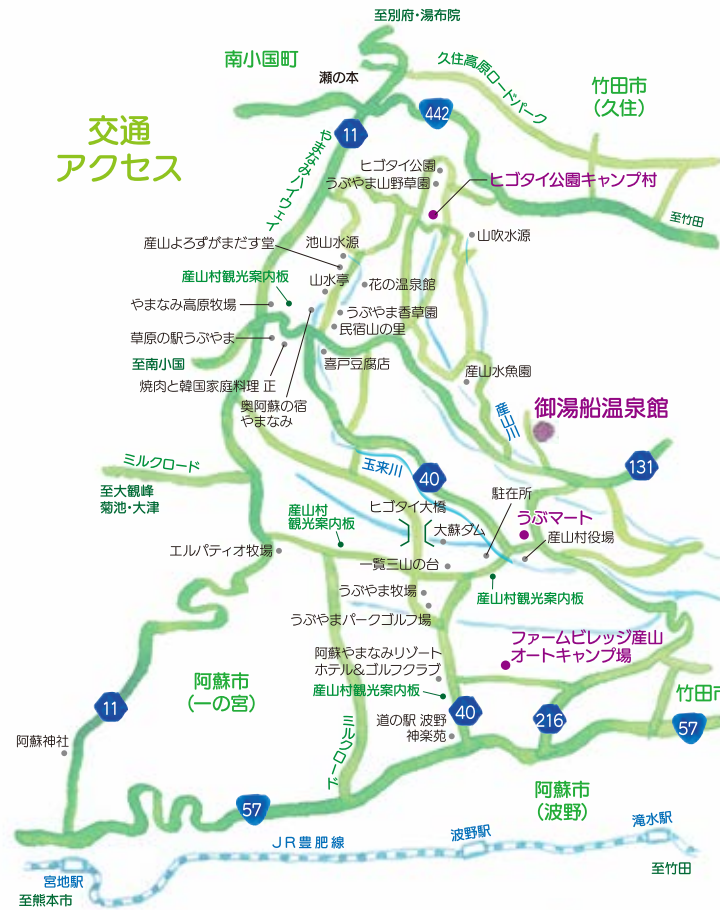 至別府・湯布院
南小国町
瀬の本
久住高原ロードパーク
竹田市
（久住）
442
交通
アクセス
11
やまなみハイウェイ
ヒゴタイ公園
うぶやま山野草園
ヒゴタイ公園キャンプ村
至竹田
山吹水源
産山よろずがまだす堂
池山水源
産山村観光案内板
山水亭
花の温泉館
やまなみ高原牧場
うぶやま香草園
民宿山の里
草原の駅うぶやま
至南小国
喜戸豆腐店
産山水魚園
焼肉と韓国家庭料理 正
奥阿蘇の宿
やまなみ
産山川
御湯船温泉館
ミルクロード
玉来川
40
131
至大観峰
菊池・大津
産山村
観光案内板
ヒゴタイ大橋
駐在所
大蘇ダム
うぶマート
エルパティオ牧場
産山村役場
一覧三山の台
うぶやま牧場
産山村観光案内板
うぶやまパークゴルフ場
ファームビレッジ産山
オートキャンプ場
阿蘇やまなみリゾート
ホテル&ゴルフクラブ
阿蘇市
（一の宮）
産山村観光案内板
竹田市
11
40
216
57
道の駅 波野
神楽苑
ミルクロード
阿蘇神社
阿蘇市
（波野）
57
JR豊肥線
波野駅
滝水駅
至竹田
宮地駅
至熊本市